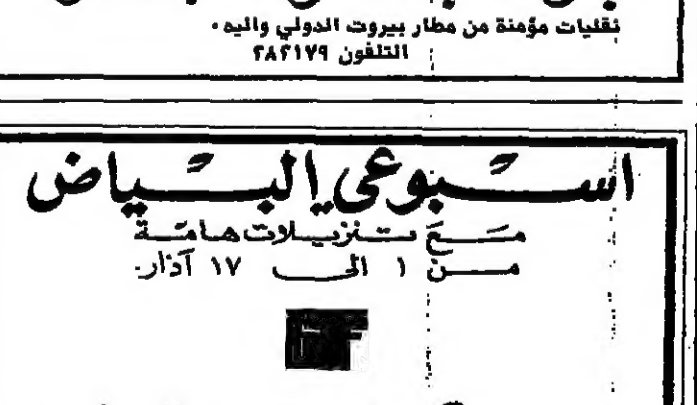 نقليات مؤمنة من مطار بيروت الدولي واليه.
التلفون ٢٨٢١٧٩
اسبوعي البياض
مع تنزيلات هامة
من ١ الى ١٧ آذار.